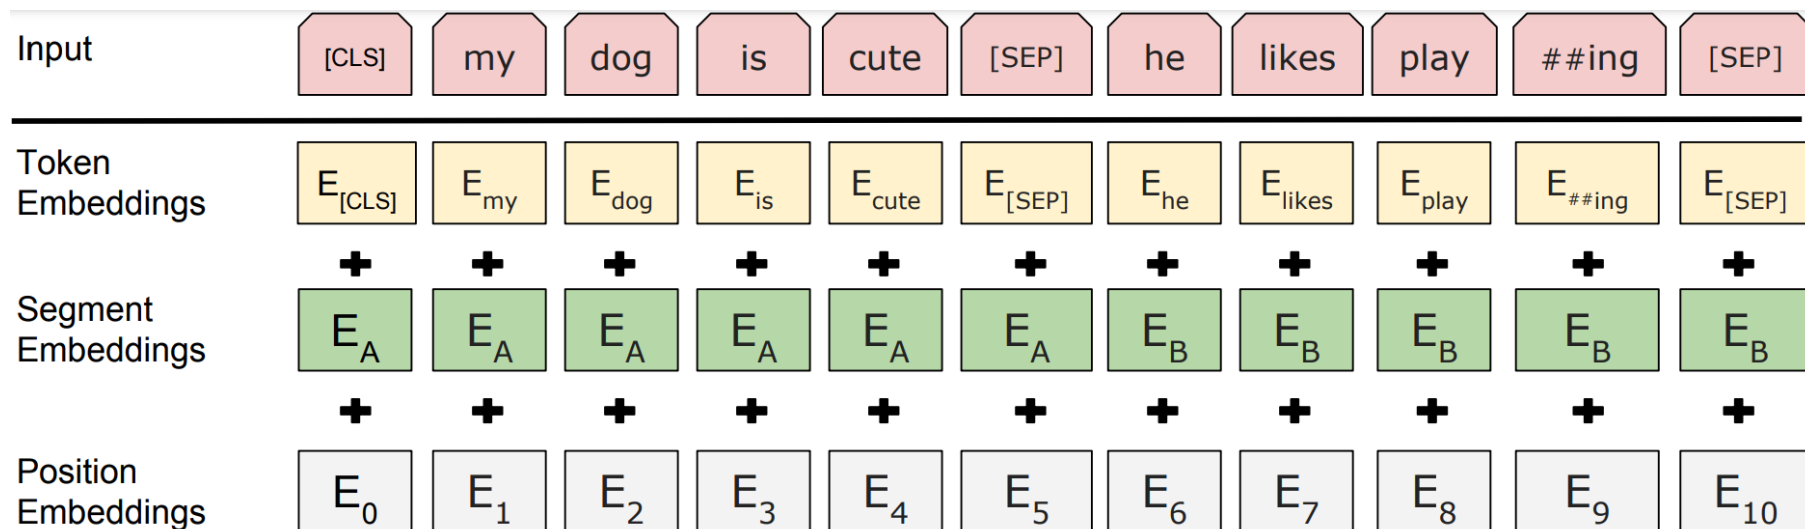 Input [CLS] my dog is cute [SEP] he likes play ##ing [SEP]
Token Embeddings E[CLS] Emy Edog Eis Ecute E[SEP] Ehe Elikes Eplay E##ing E[SEP]
+ + + + + + + + + + +
Segment Embeddings EA EA EA EA EA EA EB EB EB EB EB
+ + + + + + + + + + +
Position Embeddings E0 E1 E2 E3 E4 E5 E6 E7 E8 E9 E10